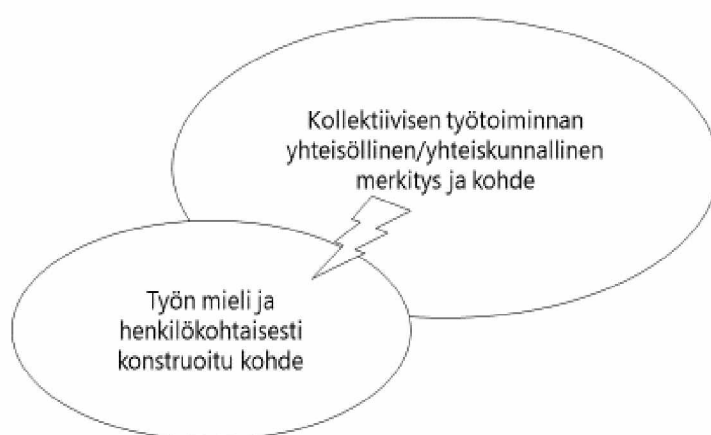 Kollektiivisen työtoiminnan
yhteisöllinen/yhteiskunnallinen
merkitys ja kohde
Työn mieli ja
henkilökohtaisesti
konstruoitu kohde